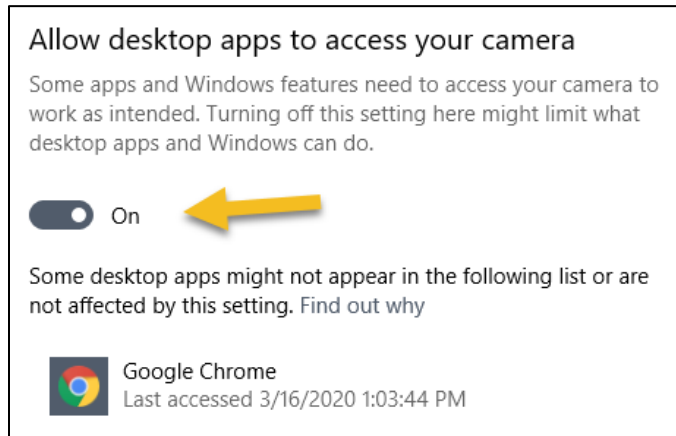 Allow desktop apps to access your camera
Some apps and Windows features need to access your camera to
work as intended. Turning off this setting here might limit what
desktop apps and Windows can do.
On
Some desktop apps might not appear in the following list or are
not affected by this setting. Find out why
Google Chrome
Last accessed 3/16/2020 1:03:44 PM